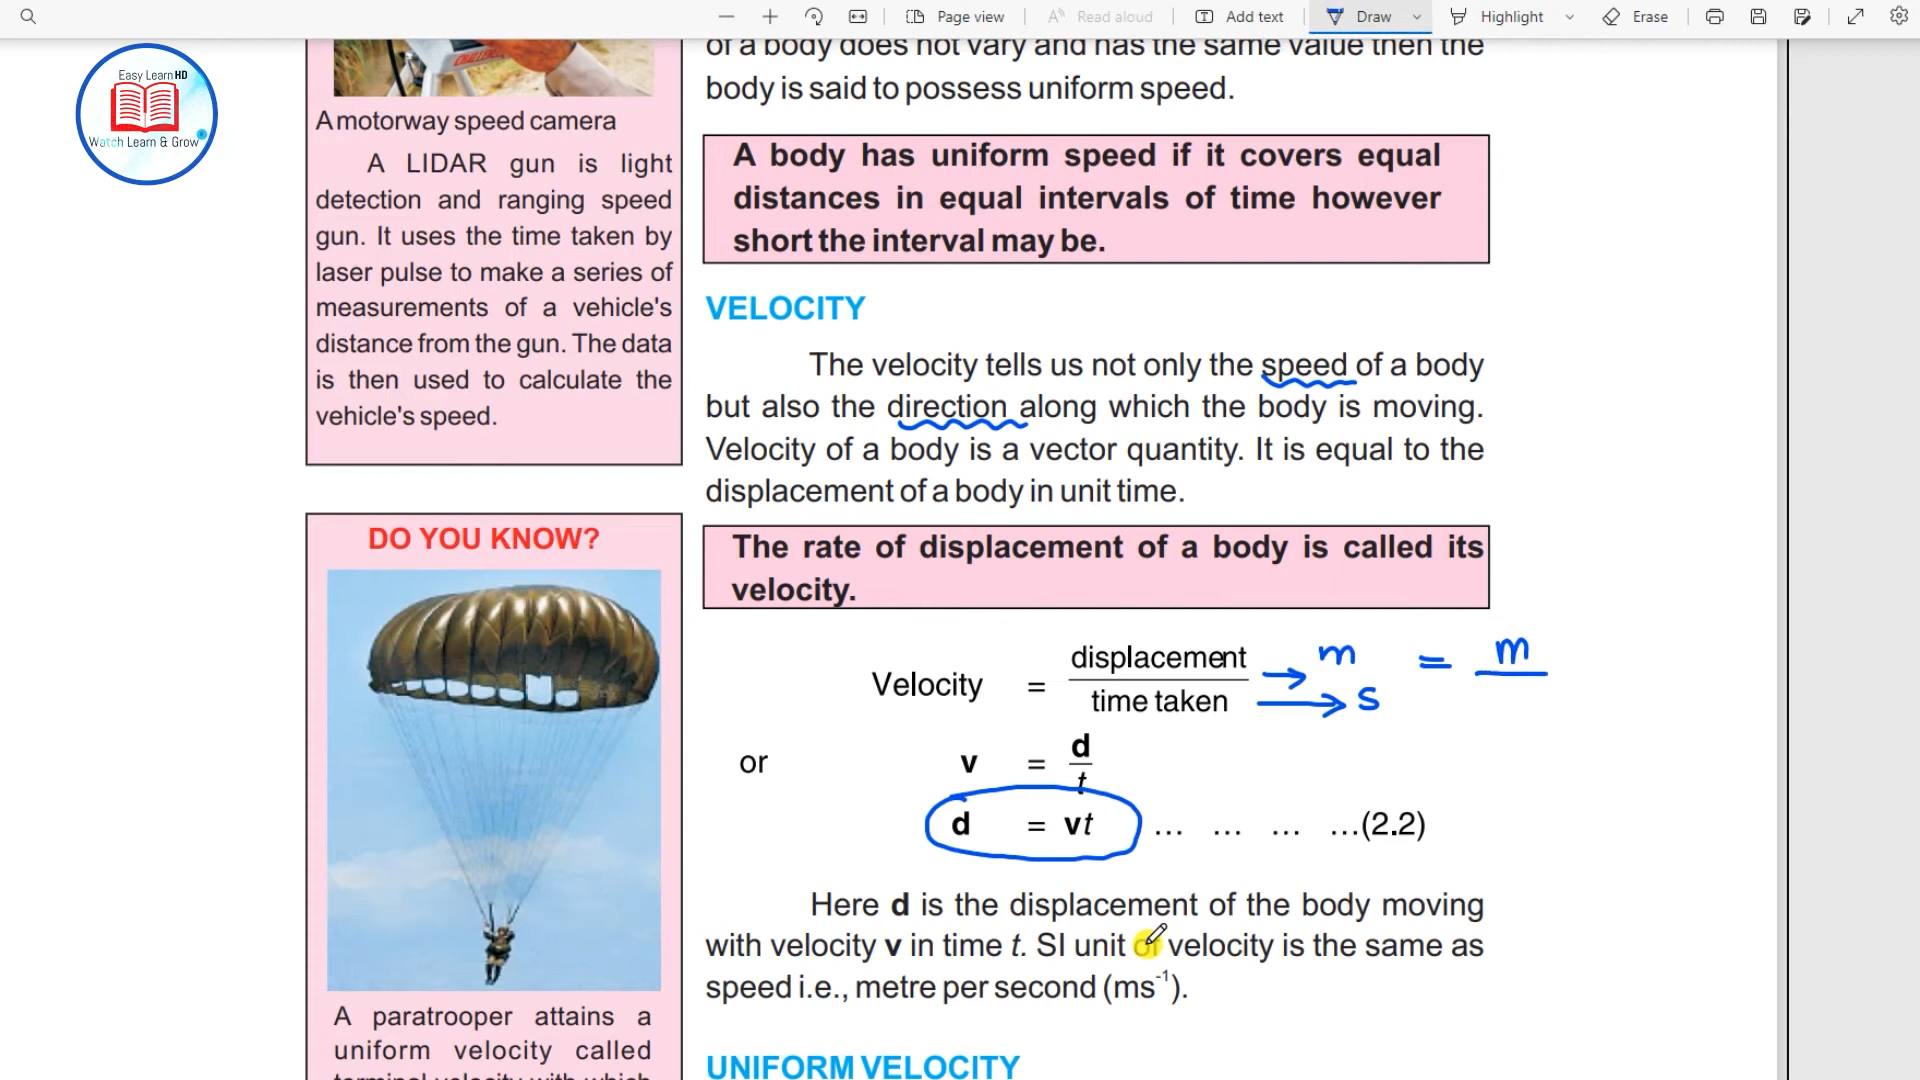 Page view
Read aloud
Add text
Draw
Highlight
Erase
Easy Learn HD
Watch Learn & Grow
CHALLENGE
A motorway speed camera
A LIDAR gun is light
detection and ranging speed
gun. It uses the time taken by
laser pulse to make a series of
measurements of a vehicle's
distance from the gun. The data
is then used to calculate the
vehicle's speed.
DO YOU KNOW?
A paratrooper attains a
uniform velocity called
terminal velocity with which
of a body does not vary and has the same value then the
body is said to possess uniform speed.
A body has uniform speed if it covers equal
distances in equal intervals of time however
short the interval may be.
VELOCITY
The velocity tells us not only the speed of a body
but also the direction along which the body is moving.
Velocity of a body is a vector quantity. It is equal to the
displacement of a body in unit time.
The rate of displacement of a body is called its
velocity.
Velocity = displacement / time taken → m → s = m
or v = d / t
d = vt ... ... ... ...(2.2)
Here d is the displacement of the body moving
with velocity v in time t. SI unit of velocity is the same as
speed i.e., metre per second (ms⁻¹).
UNIFORM VELOCITY